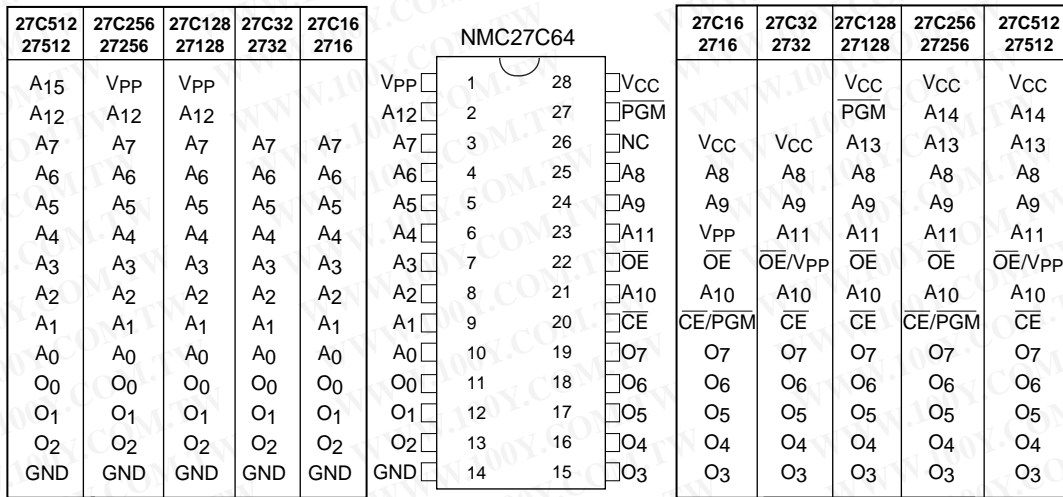 27C512 27C256 27C128 27C32 27C16 NMC27C64 27C16 27C32 27C128 27C256 27C512
27512 27256 27128 2732 2716 2716 2732 27128 27256 27512
A15 VPP VPP VPP 1 28 VCC VCC VCC VCC
A12 A12 A12 A12 2 27 PGM PGM A14 A14
A7 A7 A7 A7 A7 A7 3 26 NC VCC VCC A13 A13 A13
A6 A6 A6 A6 A6 A6 4 25 A8 A8 A8 A8 A8 A8
A5 A5 A5 A5 A5 A5 5 24 A9 A9 A9 A9 A9 A9
A4 A4 A4 A4 A4 A4 6 23 A11 VPP A11 A11 A11 A11
A3 A3 A3 A3 A3 A3 7 22 OE OE OE/VPP OE OE OE/VPP
A2 A2 A2 A2 A2 A2 8 21 A10 A10 A10 A10 A10 A10
A1 A1 A1 A1 A1 A1 9 20 CE CE/PGM CE CE CE/PGM CE
A0 A0 A0 A0 A0 A0 10 19 O7 O7 O7 O7 O7 O7
O0 O0 O0 O0 O0 O0 11 18 O6 O6 O6 O6 O6 O6
O1 O1 O1 O1 O1 O1 12 17 O5 O5 O5 O5 O5 O5
O2 O2 O2 O2 O2 O2 13 16 O4 O4 O4 O4 O4 O4
GND GND GND GND GND GND 14 15 O3 O3 O3 O3 O3 O3
WWW.100Y.COM.TW